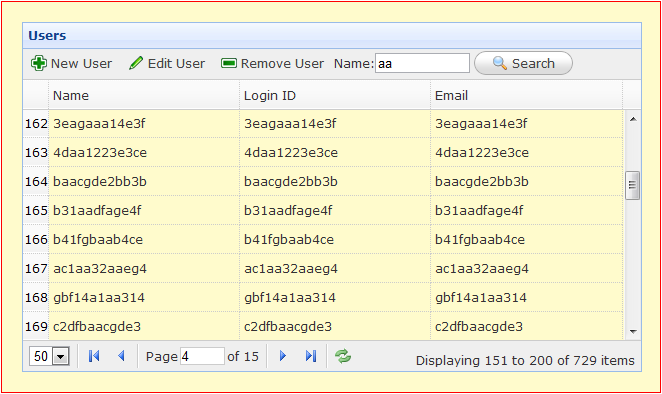 Users
New User Edit User Remove User Name: aa Search
Name Login ID Email
162 3eagaaa14e3f 3eagaaa14e3f 3eagaaa14e3f
163 4daa1223e3ce 4daa1223e3ce 4daa1223e3ce
164 baacgde2bb3b baacgde2bb3b baacgde2bb3b
165 b31aadfage4f b31aadfage4f b31aadfage4f
166 b41fgbaab4ce b41fgbaab4ce b41fgbaab4ce
167 ac1aa32aaeg4 ac1aa32aaeg4 ac1aa32aaeg4
168 gbf14a1aa314 gbf14a1aa314 gbf14a1aa314
169 c2dfbaacgde3 c2dfbaacgde3 c2dfbaacgde3
50 Page 4 of 15 Displaying 151 to 200 of 729 items